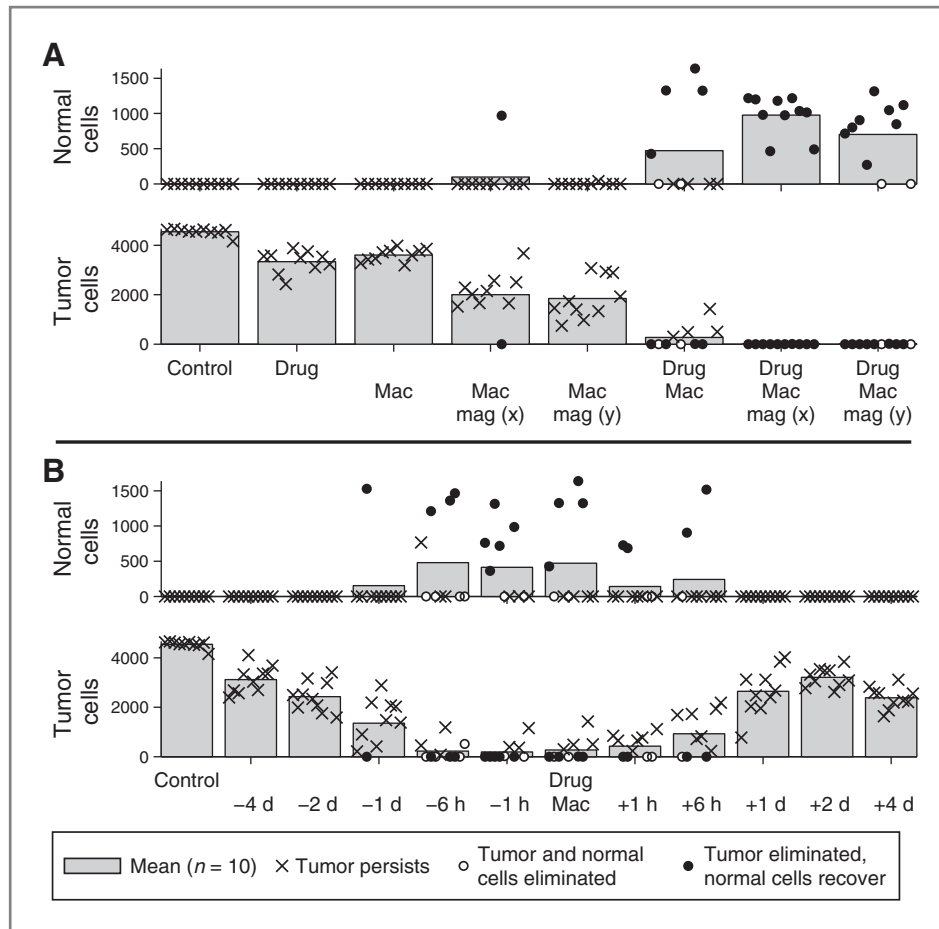 A
Normal
cells
1500
1000
500
0
Tumor
cells
4000
2000
0
Control
Drug
Mac
Mac
mag (x)
Mac
mag (y)
Drug
Mac
Drug
Mac
mag (x)
Drug
Mac
mag (y)
B
Normal
cells
1500
1000
500
0
Tumor
cells
4000
2000
0
Control
−4 d
−2 d
−1 d
−6 h
−1 h
Drug
Mac
+1 h
+6 h
+1 d
+2 d
+4 d
Mean (n = 10)
Tumor persists
Tumor and normal
cells eliminated
Tumor eliminated,
normal cells recover